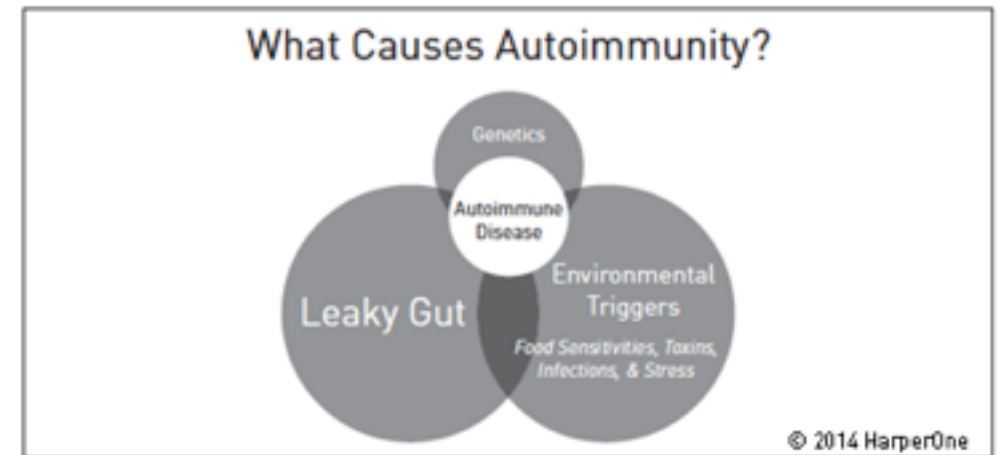 What Causes Autoimmunity?
Genetics
Autoimmune
Disease
Leaky Gut
Environmental
Triggers
Food Sensitivities, Toxins,
Infections, & Stress
© 2014 HarperOne